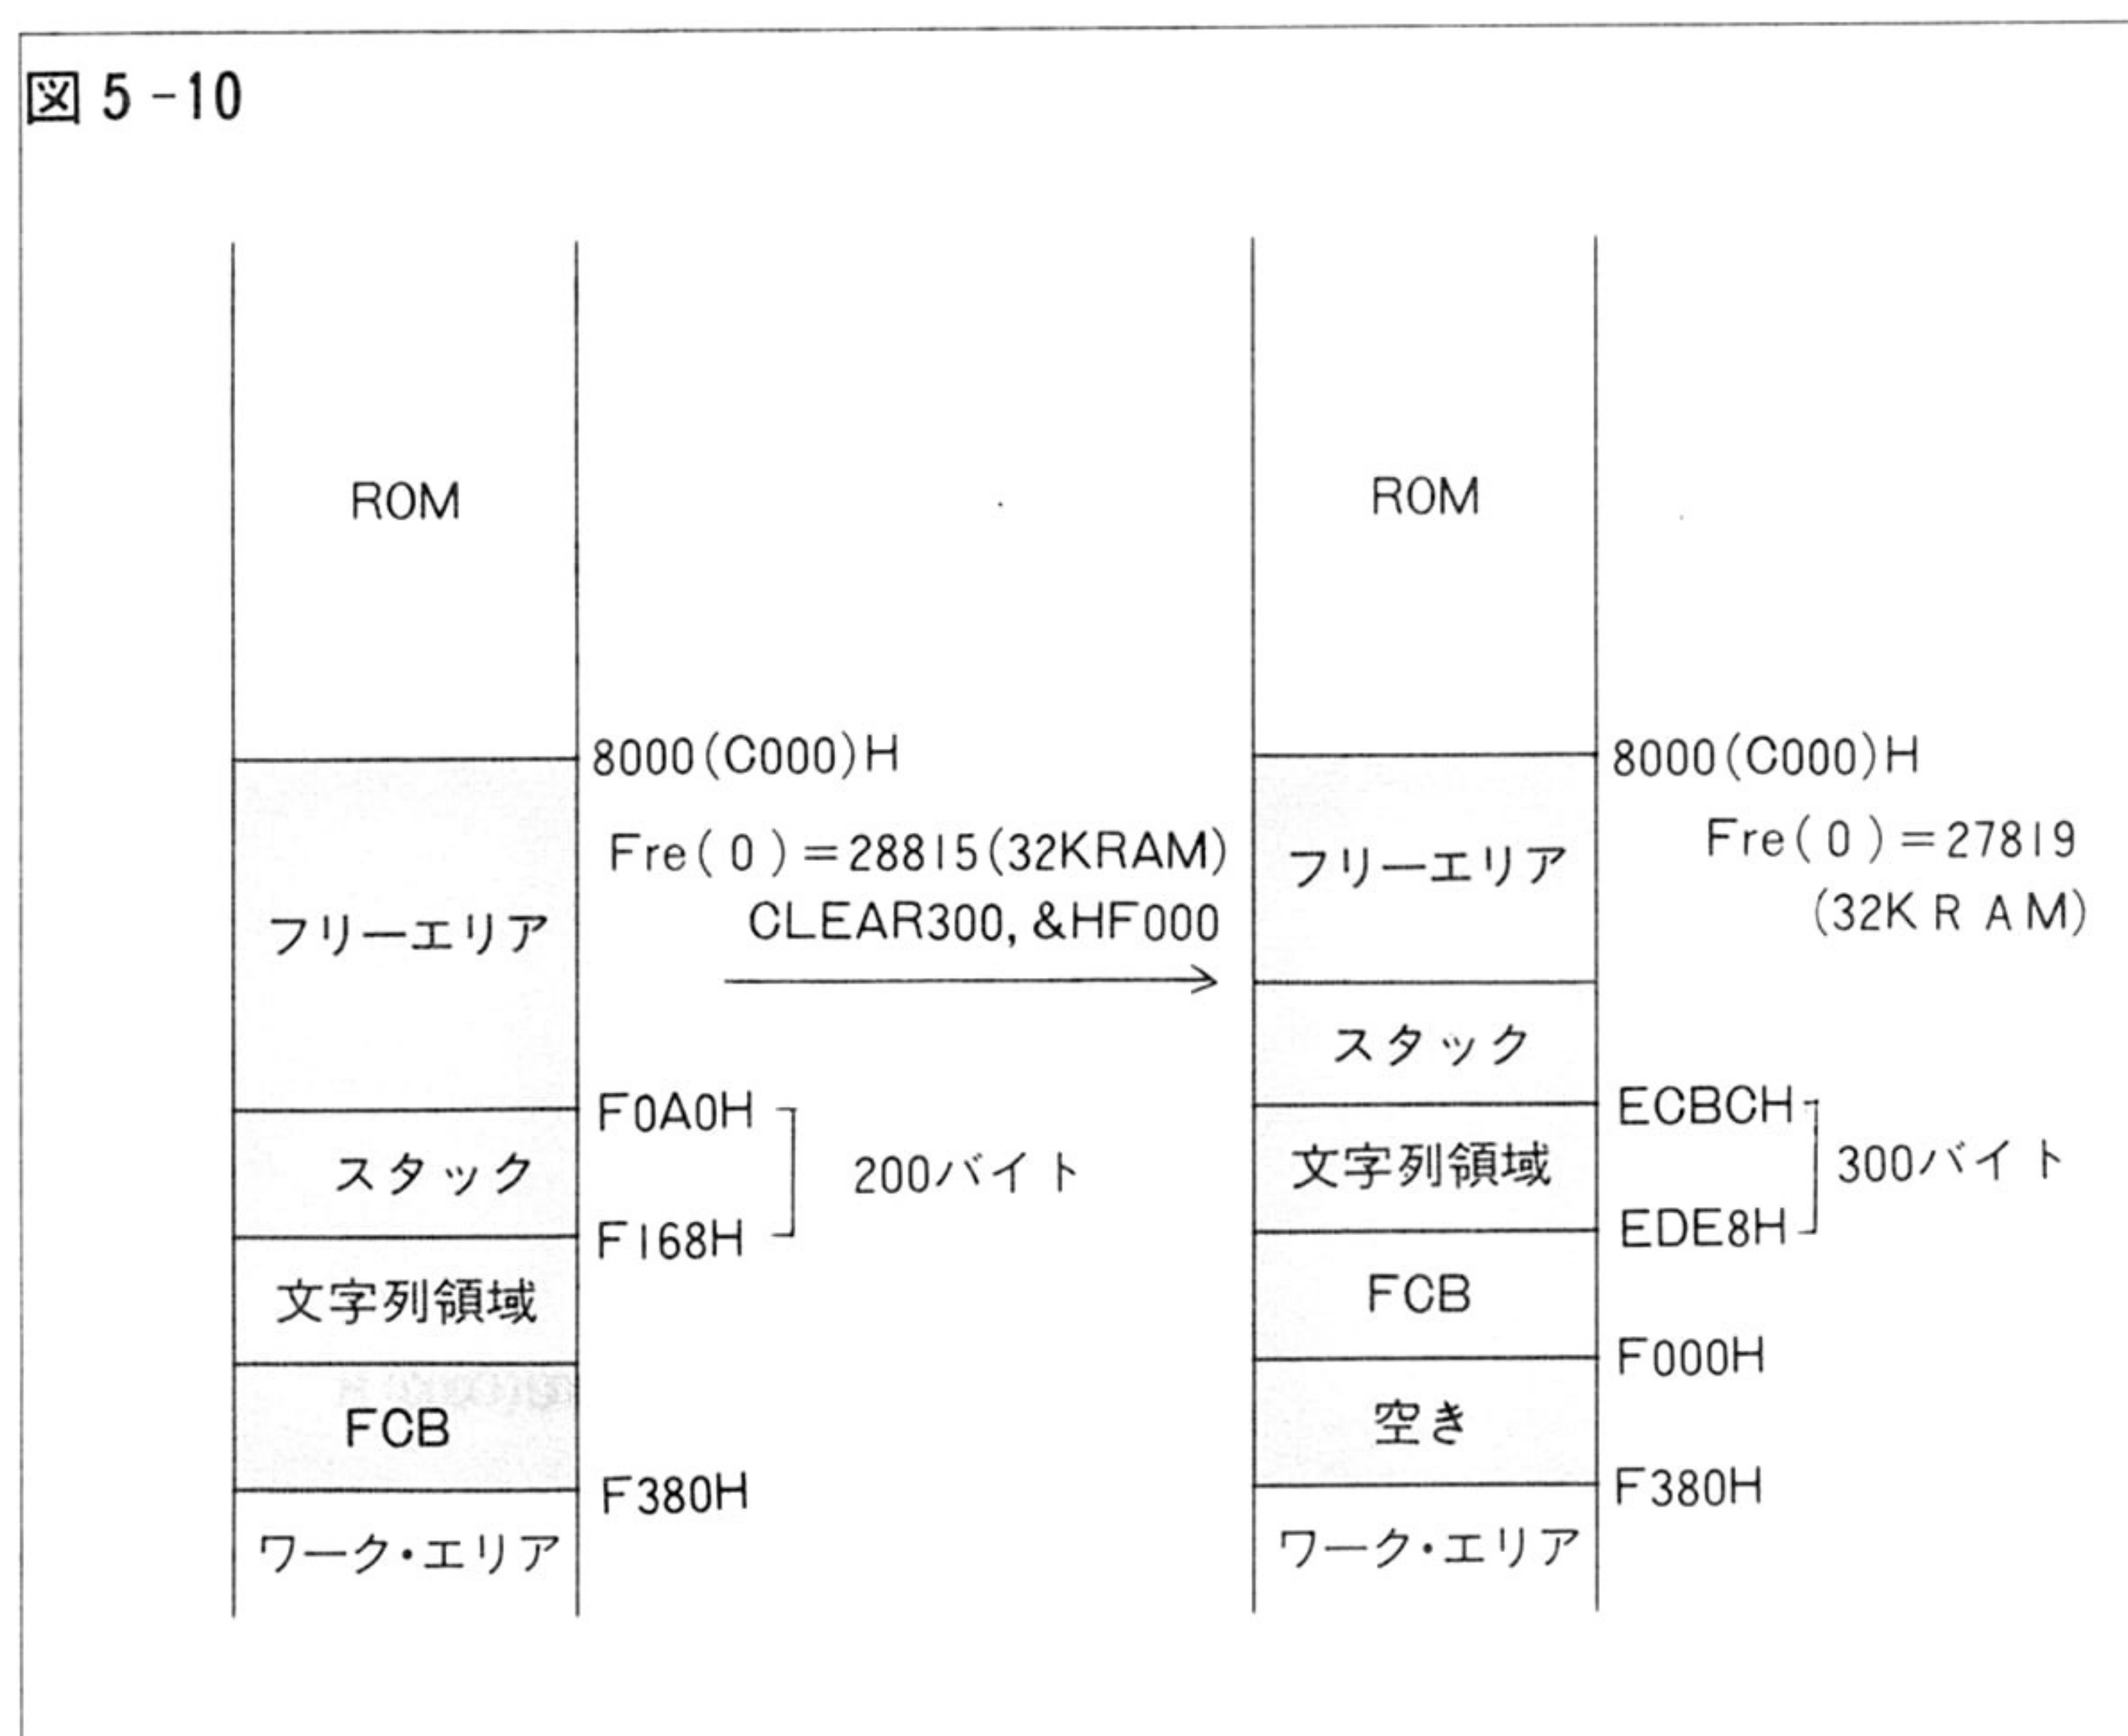 図5-10
ROM
8000(C000)H
Fre(0)=28815(32KRAM)
CLEAR300, &HF000
フリーエリア
F0A0H
スタック
200バイト
F168H
文字列領域
FCB
F380H
ワーク・エリア
ROM
8000(C000)H
Fre(0)=27819
(32KRAM)
フリーエリア
スタック
ECBCH
文字列領域
300バイト
EDE8H
FCB
F000H
空き
F380H
ワーク・エリア